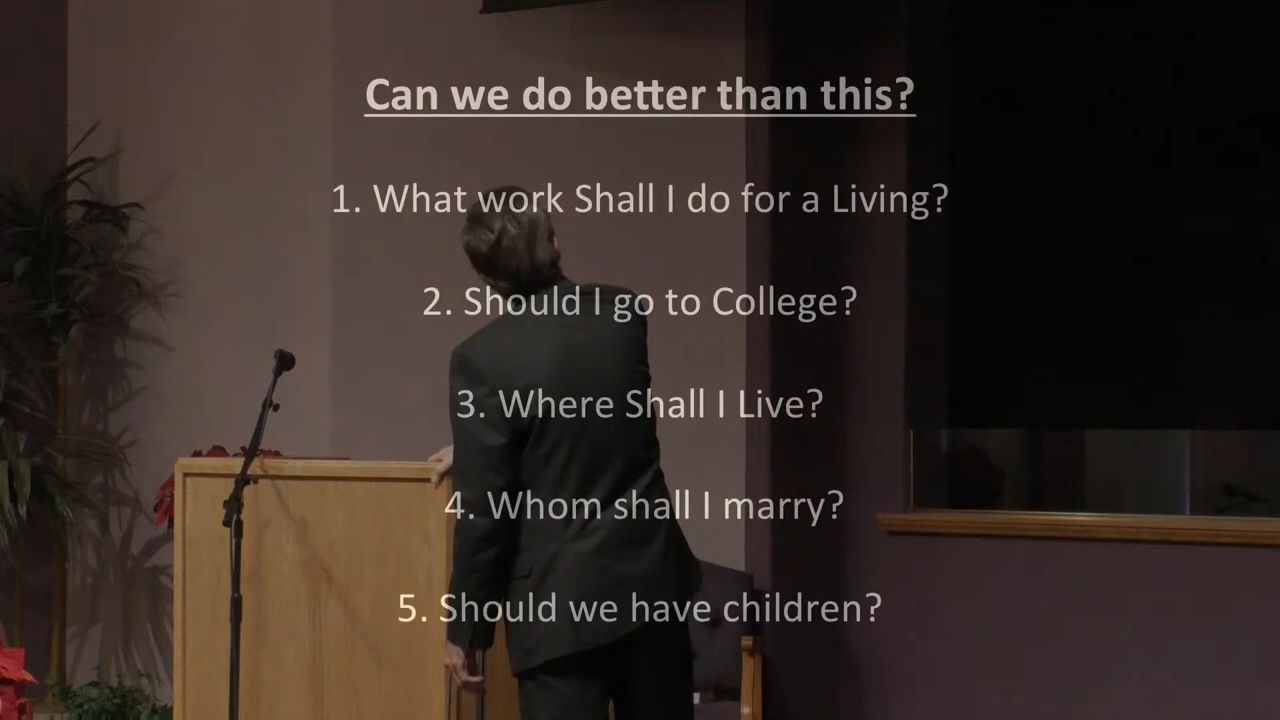 Can we do better than this?
1. What work Shall I do for a Living?
2. Should I go to College?
3. Where Shall I Live?
4. Whom shall I marry?
5. Should we have children?